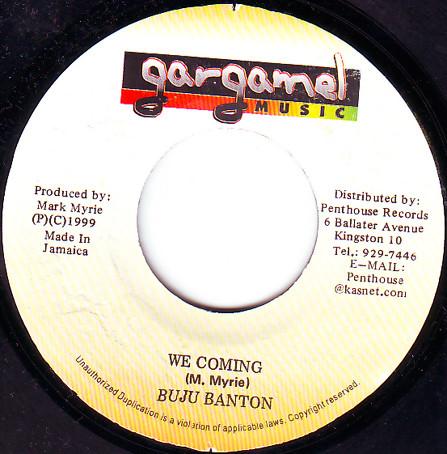 gargamel
MUSIC
Produced by:
Mark Myrie
(P)(C)1999
Made In
Jamaica
Distributed by:
Penthouse Records
6 Ballater Avenue
Kingston 10
Tel.: 929-7446
E-MAIL:
Penthouse
@kasnet.com
WE COMING
(M. Myrie)
BUJU BANTON
Unauthorized Duplication is a violation of applicable laws. Copyright reserved.